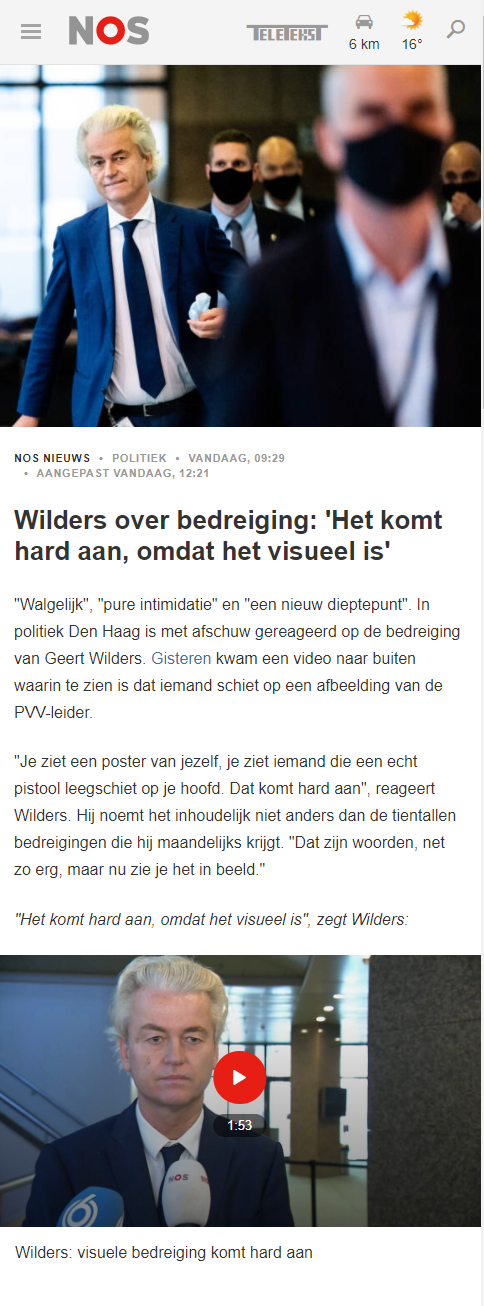 NOS
TELETEKST
6 km
16°
NOS NIEUWS • POLITIEK • VANDAAG, 09:29
• AANGEPAST VANDAAG, 12:21
Wilders over bedreiging: 'Het komt
hard aan, omdat het visueel is'
"Walgelijk", "pure intimidatie" en "een nieuw dieptepunt". In
politiek Den Haag is met afschuw gereageerd op de bedreiging
van Geert Wilders. Gisteren kwam een video naar buiten
waarin te zien is dat iemand schiet op een afbeelding van de
PVV-leider.
"Je ziet een poster van jezelf, je ziet iemand die een echt
pistool leegschiet op je hoofd. Dat komt hard aan", reageert
Wilders. Hij noemt het inhoudelijk niet anders dan de tientallen
bedreigingen die hij maandelijks krijgt. "Dat zijn woorden, net
zo erg, maar nu zie je het in beeld."
"Het komt hard aan, omdat het visueel is", zegt Wilders:
1:53
NOS
Wilders: visuele bedreiging komt hard aan